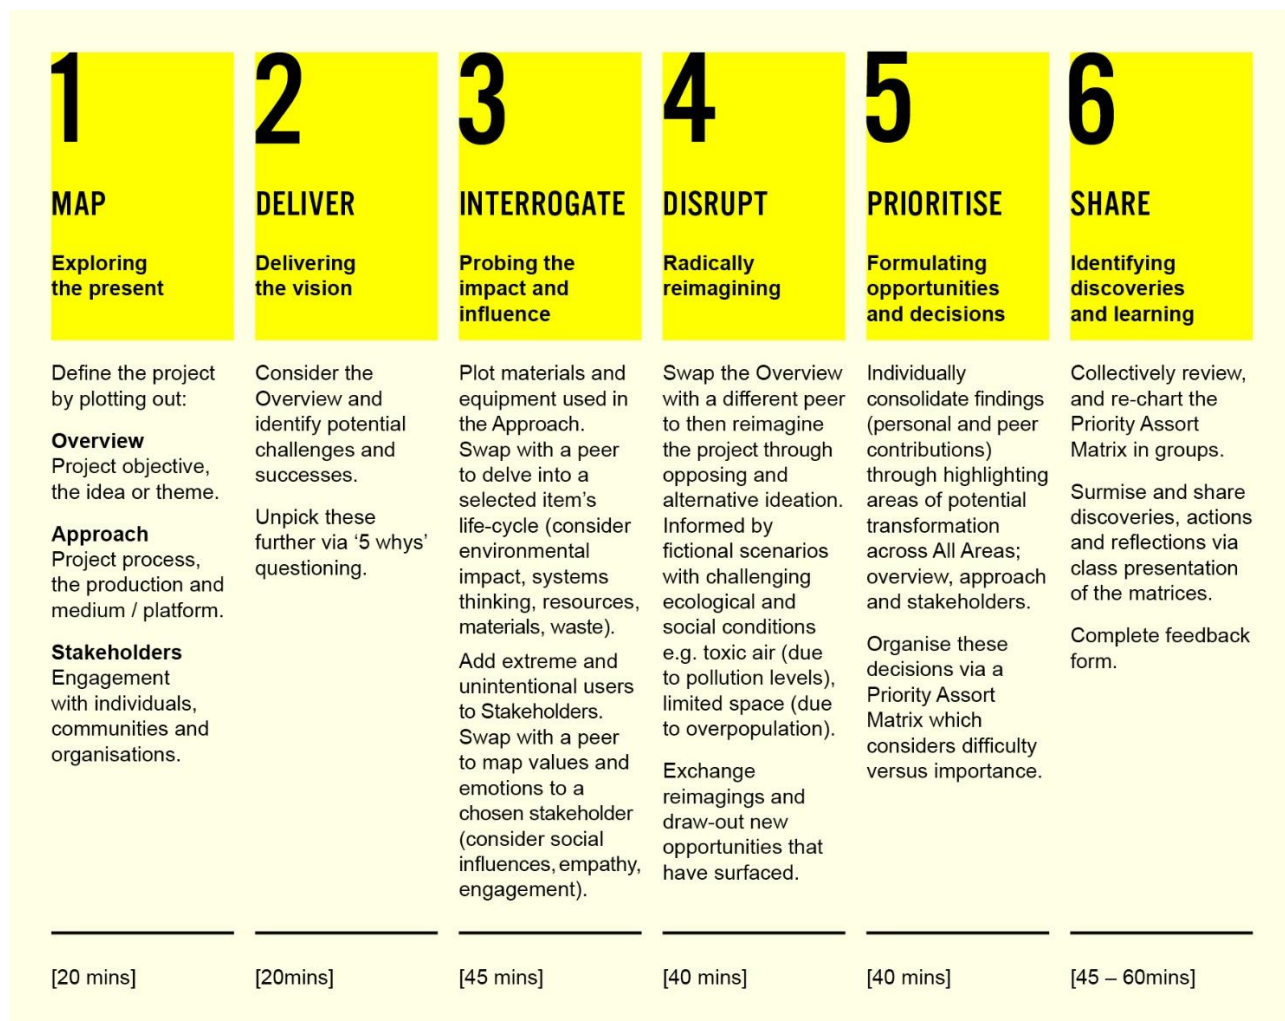 1
MAP
Exploring
the present
Define the project
by plotting out:
Overview
Project objective,
the idea or theme.
Approach
Project process,
the production and
medium / platform.
Stakeholders
Engagement
with individuals,
communities and
organisations.
[20 mins]
2
DELIVER
Delivering
the vision
Consider the
Overview and
identify potential
challenges and
successes.
Unpick these
further via ‘5 whys’
questioning.
[20mins]
3
INTERROGATE
Probing the
impact and
influence
Plot materials and
equipment used in
the Approach.
Swap with a peer
to delve into a
selected item’s
life-cycle (consider
environmental
impact, systems
thinking, resources,
materials, waste).
Add extreme and
unintentional users
to Stakeholders.
Swap with a peer
to map values and
emotions to a
chosen stakeholder
(consider social
influences, empathy,
engagement).
[45 mins]
4
DISRUPT
Radically
reimagining
Swap the Overview
with a different peer
to then reimagine
the project through
opposing and
alternative ideation.
Informed by
fictional scenarios
with challenging
ecological and
social conditions
e.g. toxic air (due
to pollution levels),
limited space (due
to overpopulation).
Exchange
reimagings and
draw-out new
opportunities that
have surfaced.
[40 mins]
5
PRIORITISE
Formulating
opportunities
and decisions
Individually
consolidate findings
(personal and peer
contributions)
through highlighting
areas of potential
transformation
across All Areas;
overview, approach
and stakeholders.
Organise these
decisions via a
Priority Assort
Matrix which
considers difficulty
versus importance.
[40 mins]
6
SHARE
Identifying
discoveries
and learning
Collectively review,
and re-chart the
Priority Assort
Matrix in groups.
Surmise and share
discoveries, actions
and reflections via
class presentation
of the matrices.
Complete feedback
form.
[45 – 60mins]